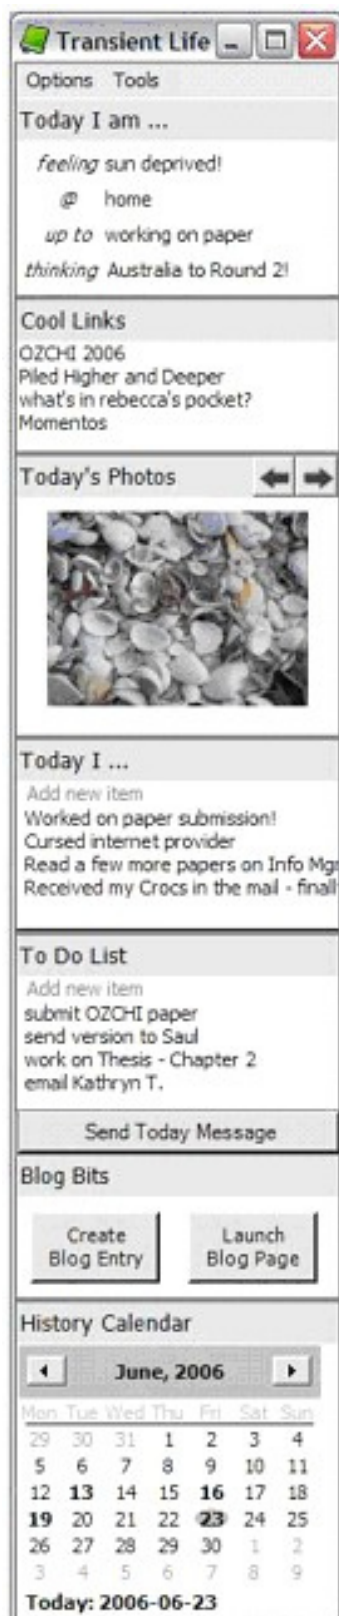 Transient Life
Options Tools
Today I am ...
feeling sun deprived!
@ home
up to working on paper
thinking Australia to Round 2!
Cool Links
OZCHI 2006
Piled Higher and Deeper
what's in rebecca's pocket?
Momentos
Today's Photos
Today I ...
Add new item
Worked on paper submission!
Cursed internet provider
Read a few more papers on Info Mgr
Received my Crocs in the mail - finall
To Do List
Add new item
submit OZCHI paper
send version to Saul
work on Thesis - Chapter 2
email Kathryn T.
Send Today Message
Blog Bits
Create Launch
Blog Entry Blog Page
History Calendar
June, 2006
Mon Tue Wed Thu Fri Sat Sun
29 30 31 1 2 3 4
5 6 7 8 9 10 11
12 13 14 15 16 17 18
19 20 21 22 23 24 25
26 27 28 29 30 1 2
3 4 5 6 7 8 9
Today: 2006-06-23